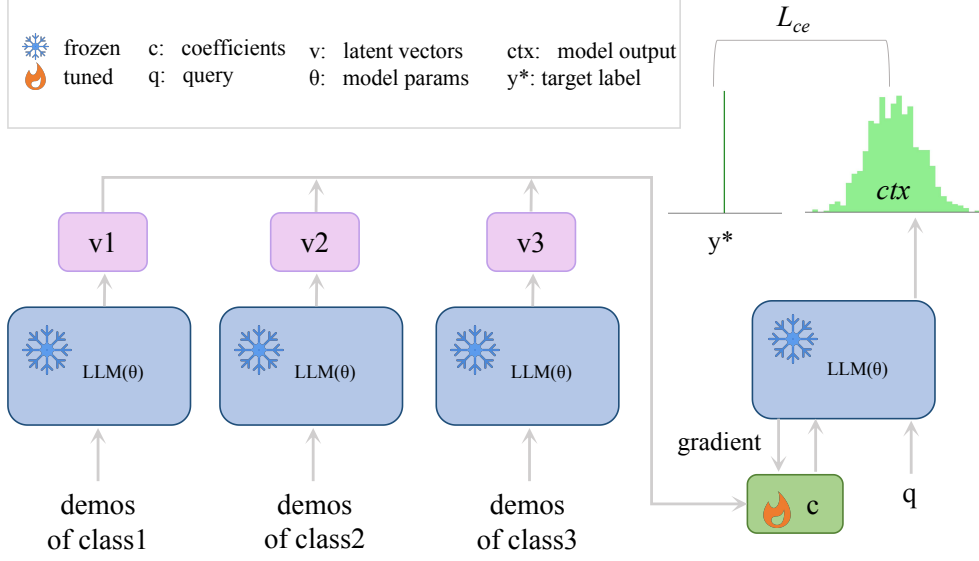 frozen c: coefficients v: latent vectors ctx: model output
tuned q: query θ: model params y*: target label
L_ce
ctx
y*
v1 v2 v3
LLM(θ) LLM(θ) LLM(θ) LLM(θ)
gradient
c
q
demos of class1
demos of class2
demos of class3